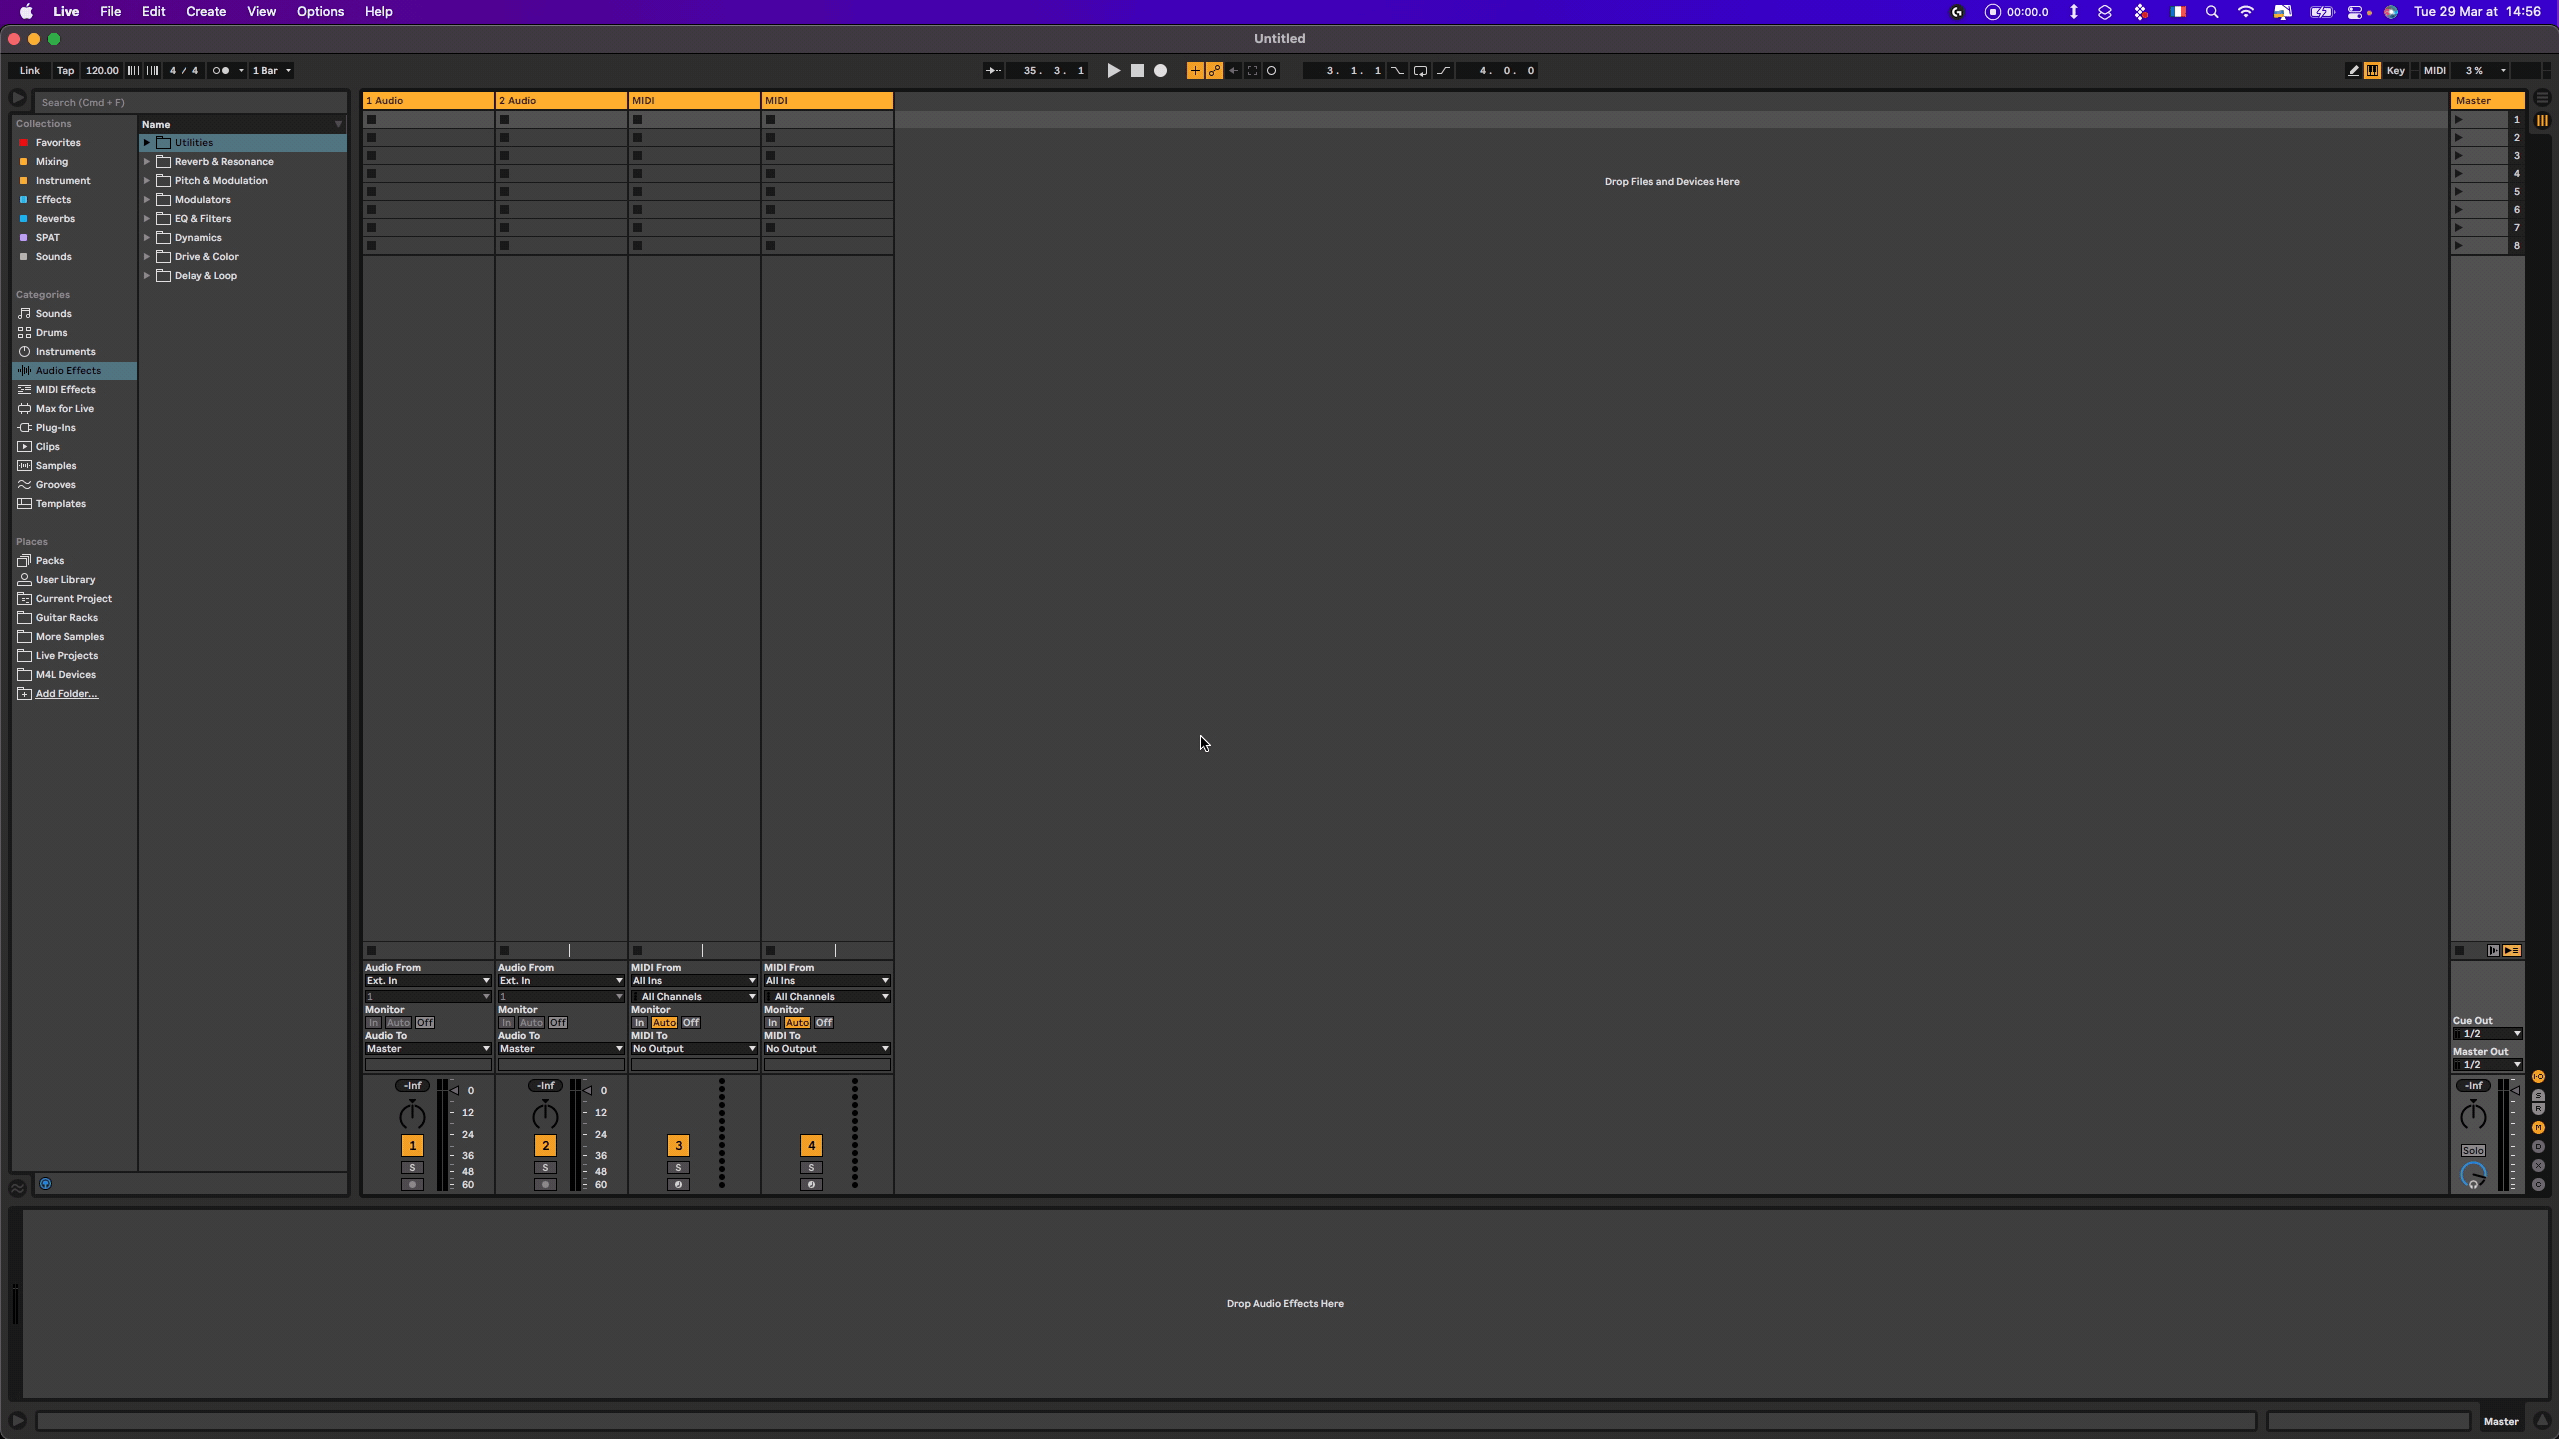 Live File Edit Create View Options Help
00:00.0 Tue 29 Mar at 14:56
Untitled
Link Tap 120.00 4 / 4 1 Bar
35. 3. 1
3. 1. 1 4. 0. 0
Key MIDI 3 %
Search (Cmd + F)
Collections
Favorites
Mixing
Instrument
Effects
Reverbs
SPAT
Sounds
Categories
Sounds
Drums
Instruments
Audio Effects
MIDI Effects
Max for Live
Plug-Ins
Clips
Samples
Grooves
Templates
Places
Packs
User Library
Current Project
Guitar Racks
More Samples
Live Projects
M4L Devices
Add Folder...
Name
Utilities
Reverb & Resonance
Pitch & Modulation
Modulators
EQ & Filters
Dynamics
Drive & Color
Delay & Loop
1 Audio 2 Audio MIDI MIDI Master
1
2
3
4
5
6
7
8
Drop Files and Devices Here
Audio From Audio From MIDI From MIDI From
Ext. In Ext. In All Ins All Ins
1 1 All Channels All Channels
Monitor Monitor Monitor Monitor
In Auto Off In Auto Off In Auto Off In Auto Off
Audio To Audio To MIDI To MIDI To
Master Master No Output No Output
Cue Out
1/2
Master Out
1/2
-Inf 0 -Inf 0 -Inf
12 12
24 24
1 2 3 4
36 36
S S S S Solo
48 48
60 60
S
R
M
D
X
C
Drop Audio Effects Here
Master